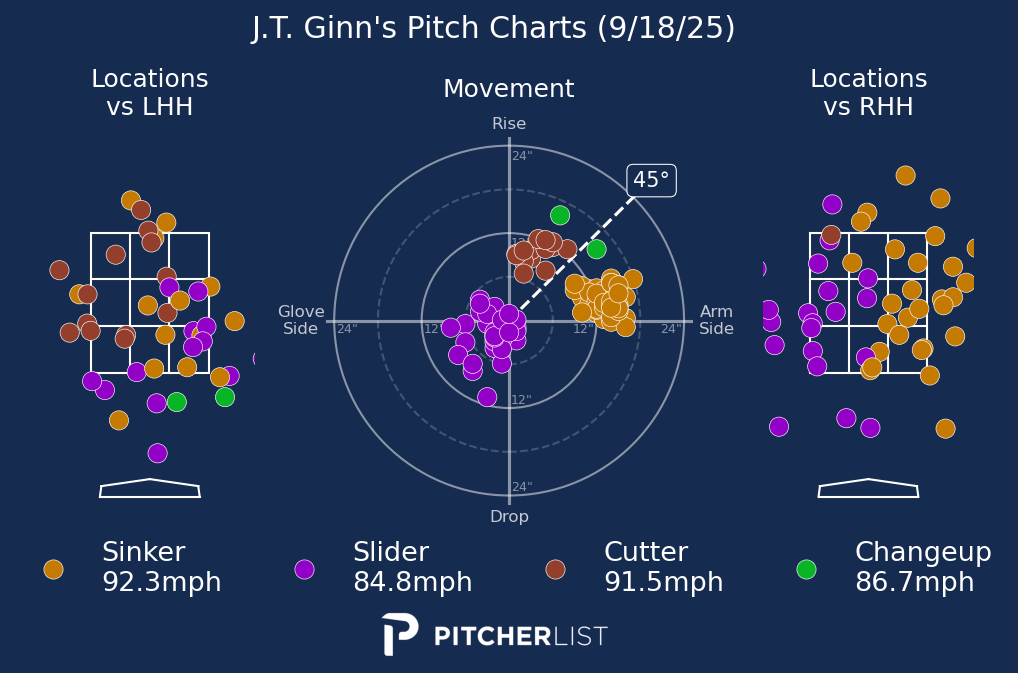 J.T. Ginn's Pitch Charts (9/18/25)
Locations
vs LHH
Movement
Locations
vs RHH
Rise
24"
45°
12"
Glove
Side
24"
12"
12"
24"
Arm
Side
12"
24"
Drop
Sinker
92.3mph
Slider
84.8mph
Cutter
91.5mph
Changeup
86.7mph
PITCHERLIST